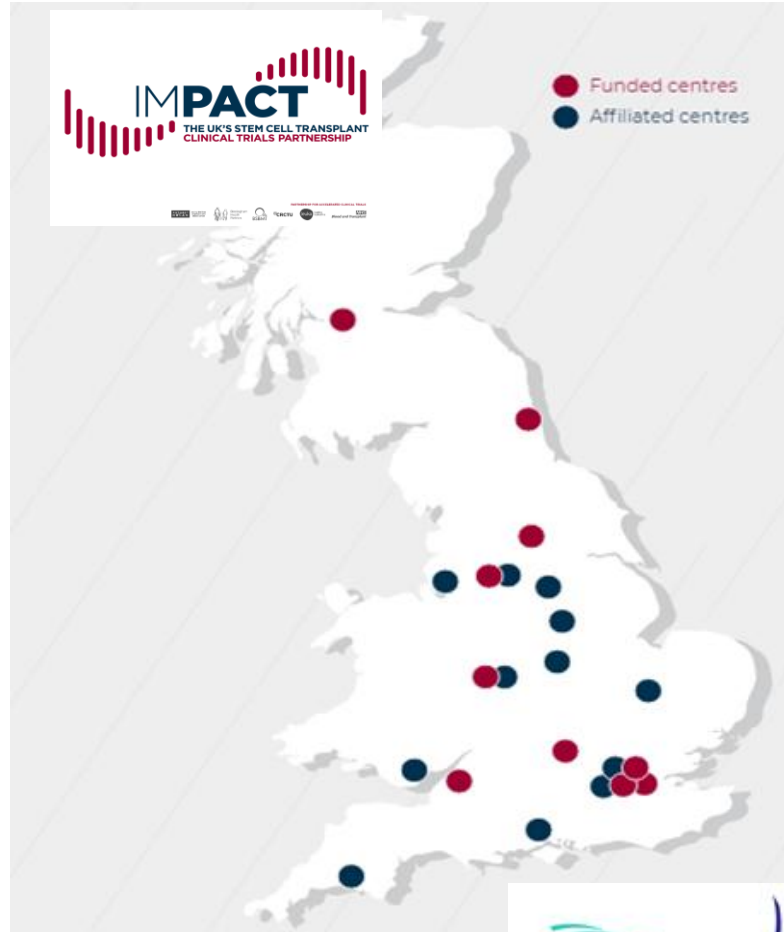 IMPACT
THE UK'S STEM CELL TRANSPLANT
CLINICAL TRIALS PARTNERSHIP
Funded centres
Affiliated centres